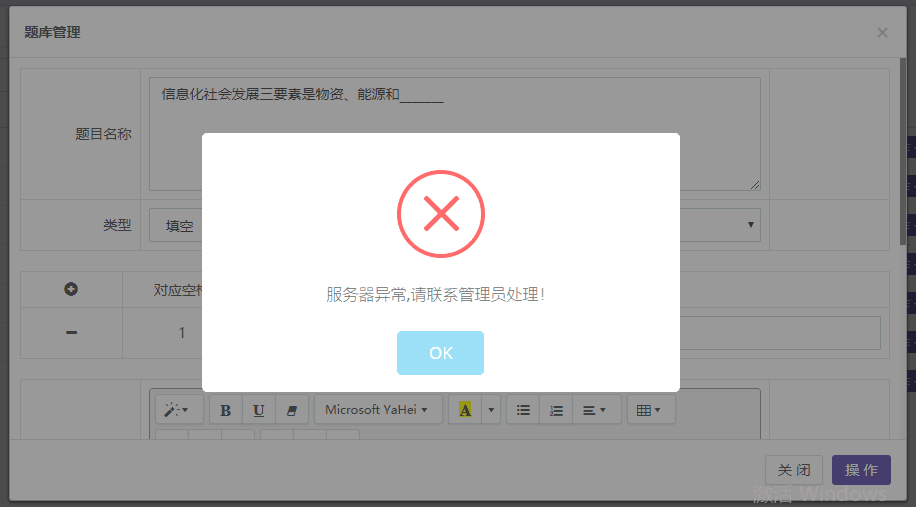 题库管理
×
信息化社会发展三要素是物资、能源和______
题目名称
类型
填空
服务器异常,请联系管理员处理!
对应空格
1
OK
B U Microsoft YaHei A
关 闭
操 作
激活 Windows